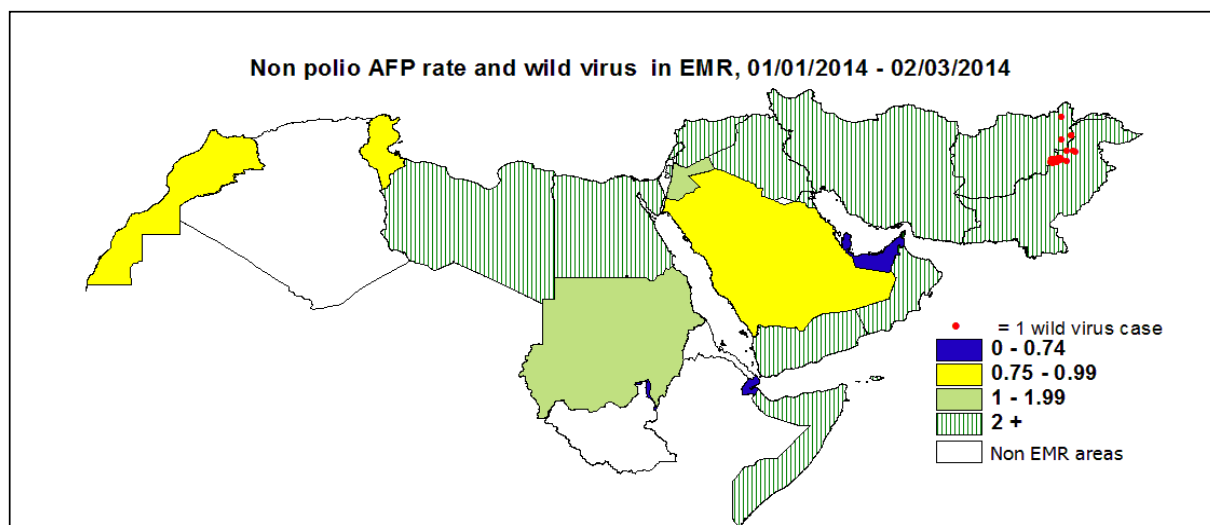 Non polio AFP rate and wild virus in EMR, 01/01/2014 - 02/03/2014
= 1 wild virus case
0 - 0.74
0.75 - 0.99
1 - 1.99
2 +
Non EMR areas